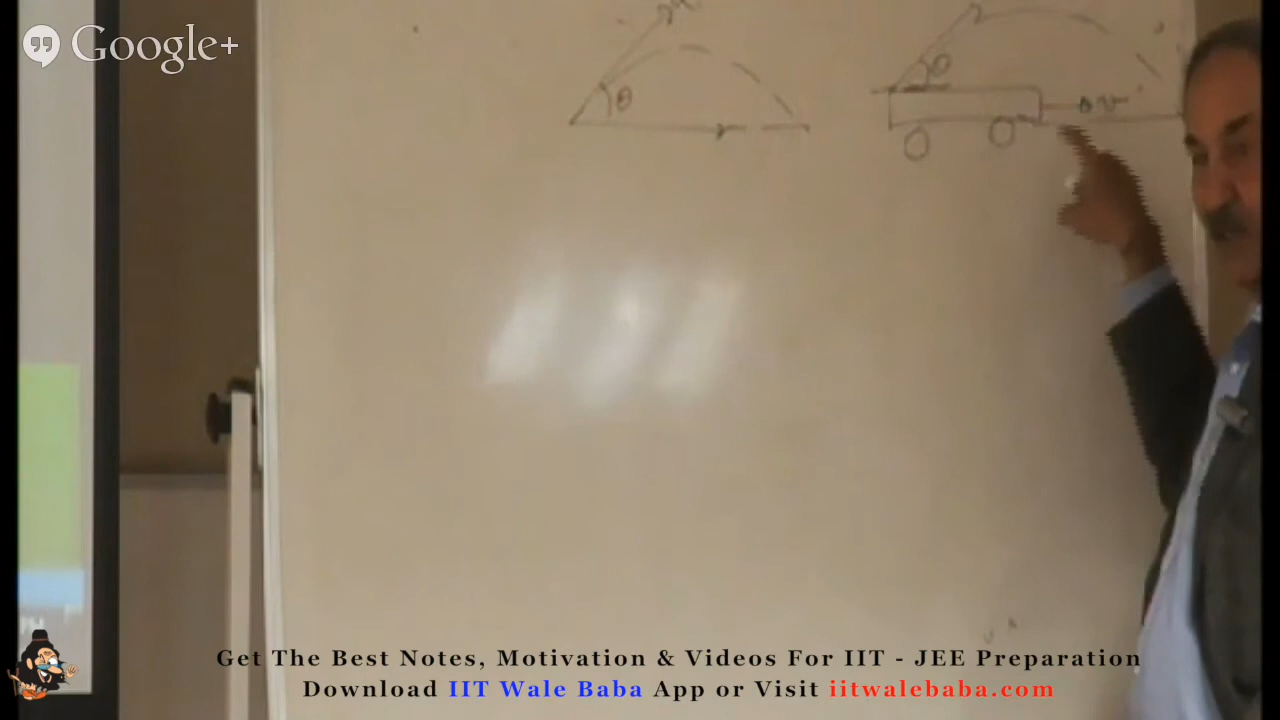 Google+
θ
θ
Get The Best Notes, Motivation & Videos For IIT - JEE Preparation
Download IIT Wale Baba App or Visit iitwalebaba.com